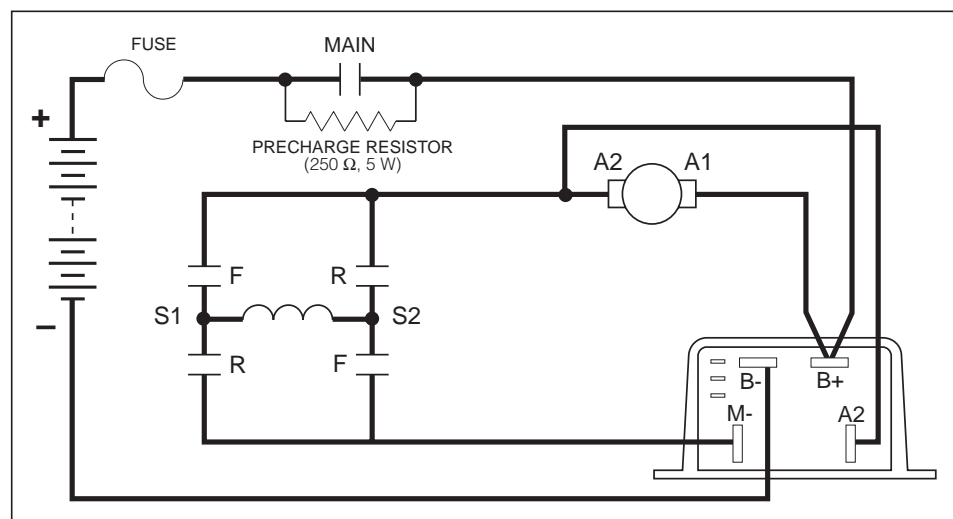 FUSE
MAIN
+
PRECHARGE RESISTOR
(250 Ω, 5 W)
A2 A1
F R
S1 S2
R F
–
B- B+
M- A2